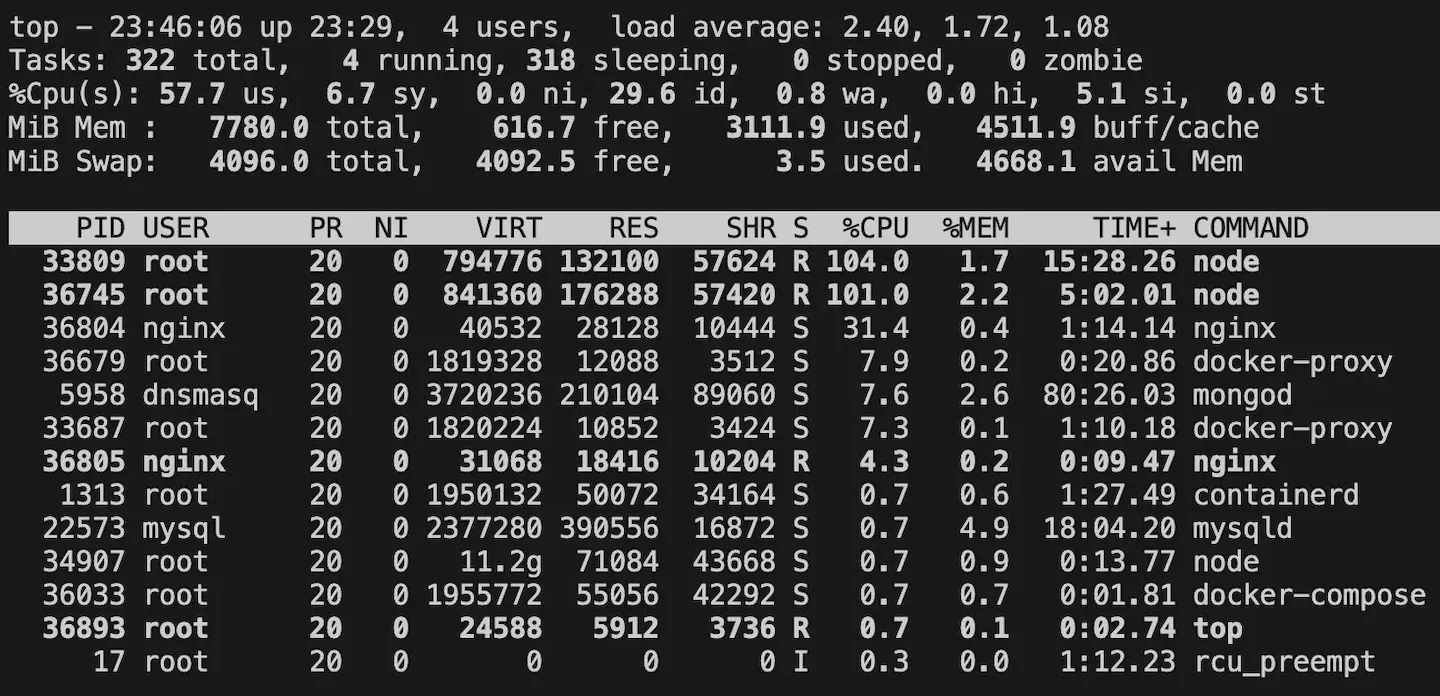 top - 23:46:06 up 23:29,  4 users,  load average: 2.40, 1.72, 1.08
Tasks: 322 total,   4 running, 318 sleeping,   0 stopped,   0 zombie
%Cpu(s): 57.7 us,  6.7 sy,  0.0 ni, 29.6 id,  0.8 wa,  0.0 hi,  5.1 si,  0.0 st
MiB Mem :   7780.0 total,    616.7 free,   3111.9 used,   4511.9 buff/cache
MiB Swap:   4096.0 total,   4092.5 free,      3.5 used.   4668.1 avail Mem
    PID USER      PR  NI    VIRT    RES    SHR S  %CPU  %MEM     TIME+ COMMAND
  33809 root      20   0  794776 132100  57624 R 104.0   1.7  15:28.26 node
  36745 root      20   0  841360 176288  57420 R 101.0   2.2   5:02.01 node
  36804 nginx     20   0   40532  28128  10444 S  31.4   0.4   1:14.14 nginx
  36679 root      20   0 1819328  12088   3512 S   7.9   0.2   0:20.86 docker-proxy
   5958 dnsmasq   20   0 3720236 210104  89060 S   7.6   2.6  80:26.03 mongod
  33687 root      20   0 1820224  10852   3424 S   7.3   0.1   1:10.18 docker-proxy
  36805 nginx     20   0   31068  18416  10204 R   4.3   0.2   0:09.47 nginx
   1313 root      20   0 1950132  50072  34164 S   0.7   0.6   1:27.49 containerd
  22573 mysql     20   0 2377280 390556  16872 S   0.7   4.9  18:04.20 mysqld
  34907 root      20   0   11.2g  71084  43668 S   0.7   0.9   0:13.77 node
  36033 root      20   0 1955772  55056  42292 S   0.7   0.7   0:01.81 docker-compose
  36893 root      20   0   24588   5912   3736 R   0.7   0.1   0:02.74 top
     17 root      20   0       0      0      0 I   0.3   0.0   1:12.23 rcu_preempt